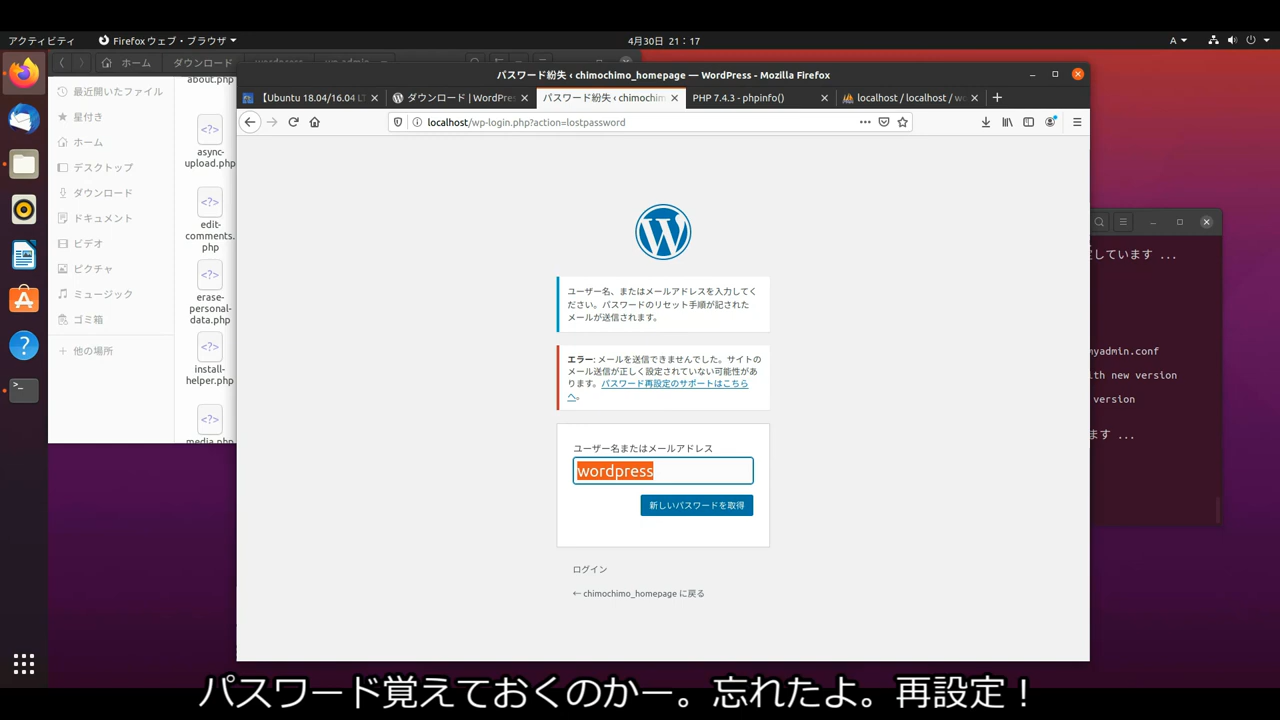 アクティビティ
Firefox ウェブ・ブラウザ
4月30日 21：17
A
ホーム
ダウンロード
wordpress
wp-admin
最近開いたファイル
星付き
ホーム
デスクトップ
ダウンロード
ドキュメント
ビデオ
ピクチャ
ミュージック
ゴミ箱
+ 他の場所
about.php
async-
upload.php
edit-
comments.
php
erase-
personal-
data.php
install-
helper.php
media.php
パスワード紛失 ‹ chimochimo_homepage — WordPress - Mozilla Firefox
【Ubuntu 18.04/16.04 LT
ダウンロード | WordPres
パスワード紛失 ‹ chimochim
PHP 7.4.3 - phpinfo()
localhost / localhost / wo
localhost/wp-login.php?action=lostpassword
ユーザー名、またはメールアドレスを入力してく
ださい。パスワードのリセット手順が記された
メールが送信されます。
エラー: メールを送信できませんでした。サイトの
メール送信が正しく設定されていない可能性があ
ります。パスワード再設定のサポートはこちら
へ。
ユーザー名またはメールアドレス
wordpress
新しいパスワードを取得
ログイン
← chimochimo_homepage に戻る
しています ...
myadmin.conf
ith new version
version
ます ...
パスワード覚えておくのかー。忘れたよ。再設定！